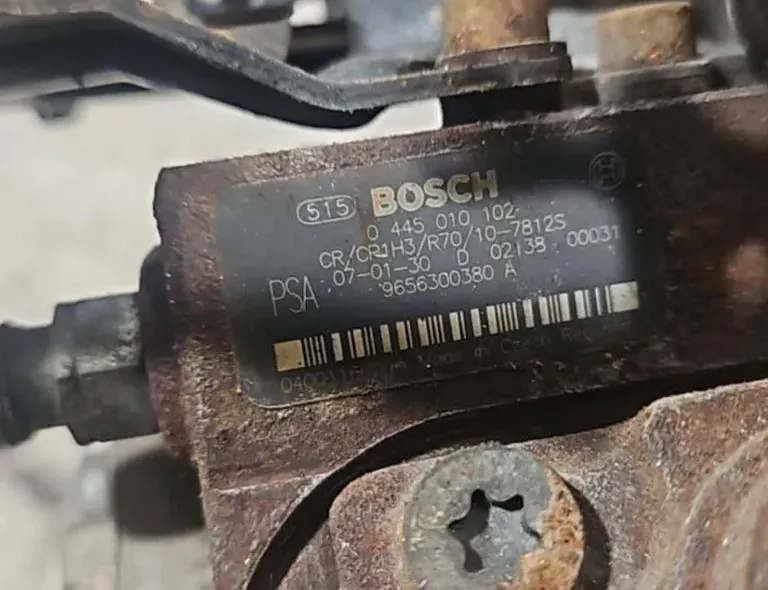 515 BOSCH
0 445 010 102
CR/CP1H3/R70/10-7812S
07-01-30 D 02138 00031
PSA 9656300380 A
Made in Czech